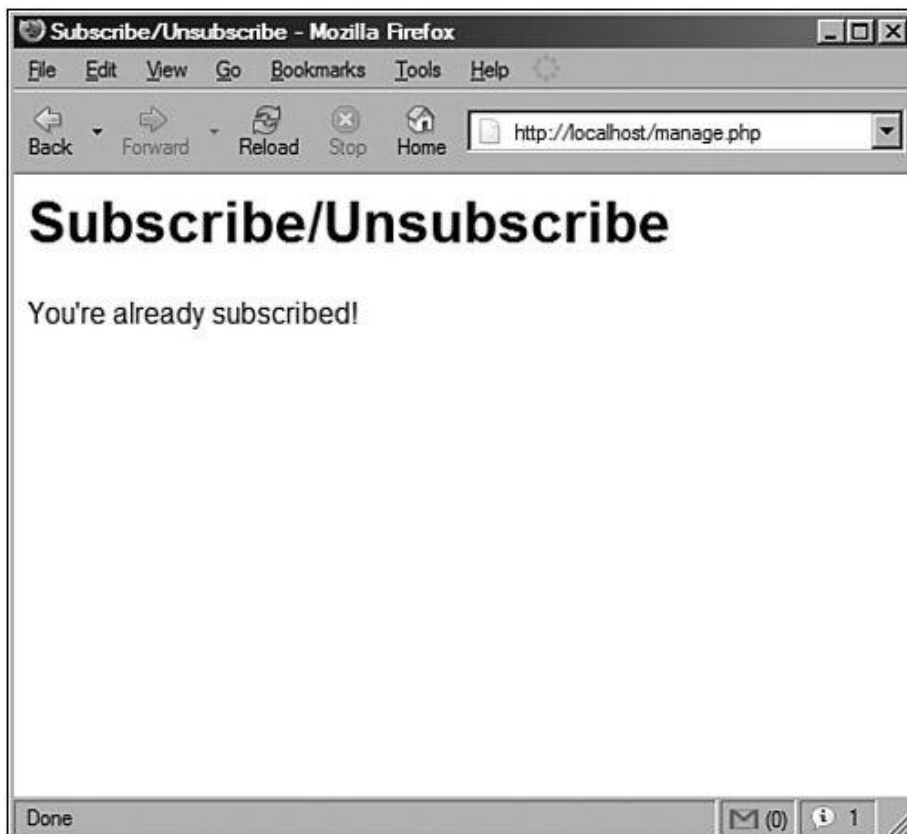 Subscribe/Unsubscribe - Mozilla Firefox
File Edit View Go Bookmarks Tools Help
Back Forward Reload Stop Home http://localhost/manage.php
Subscribe/Unsubscribe
You're already subscribed!
Done (0) 1